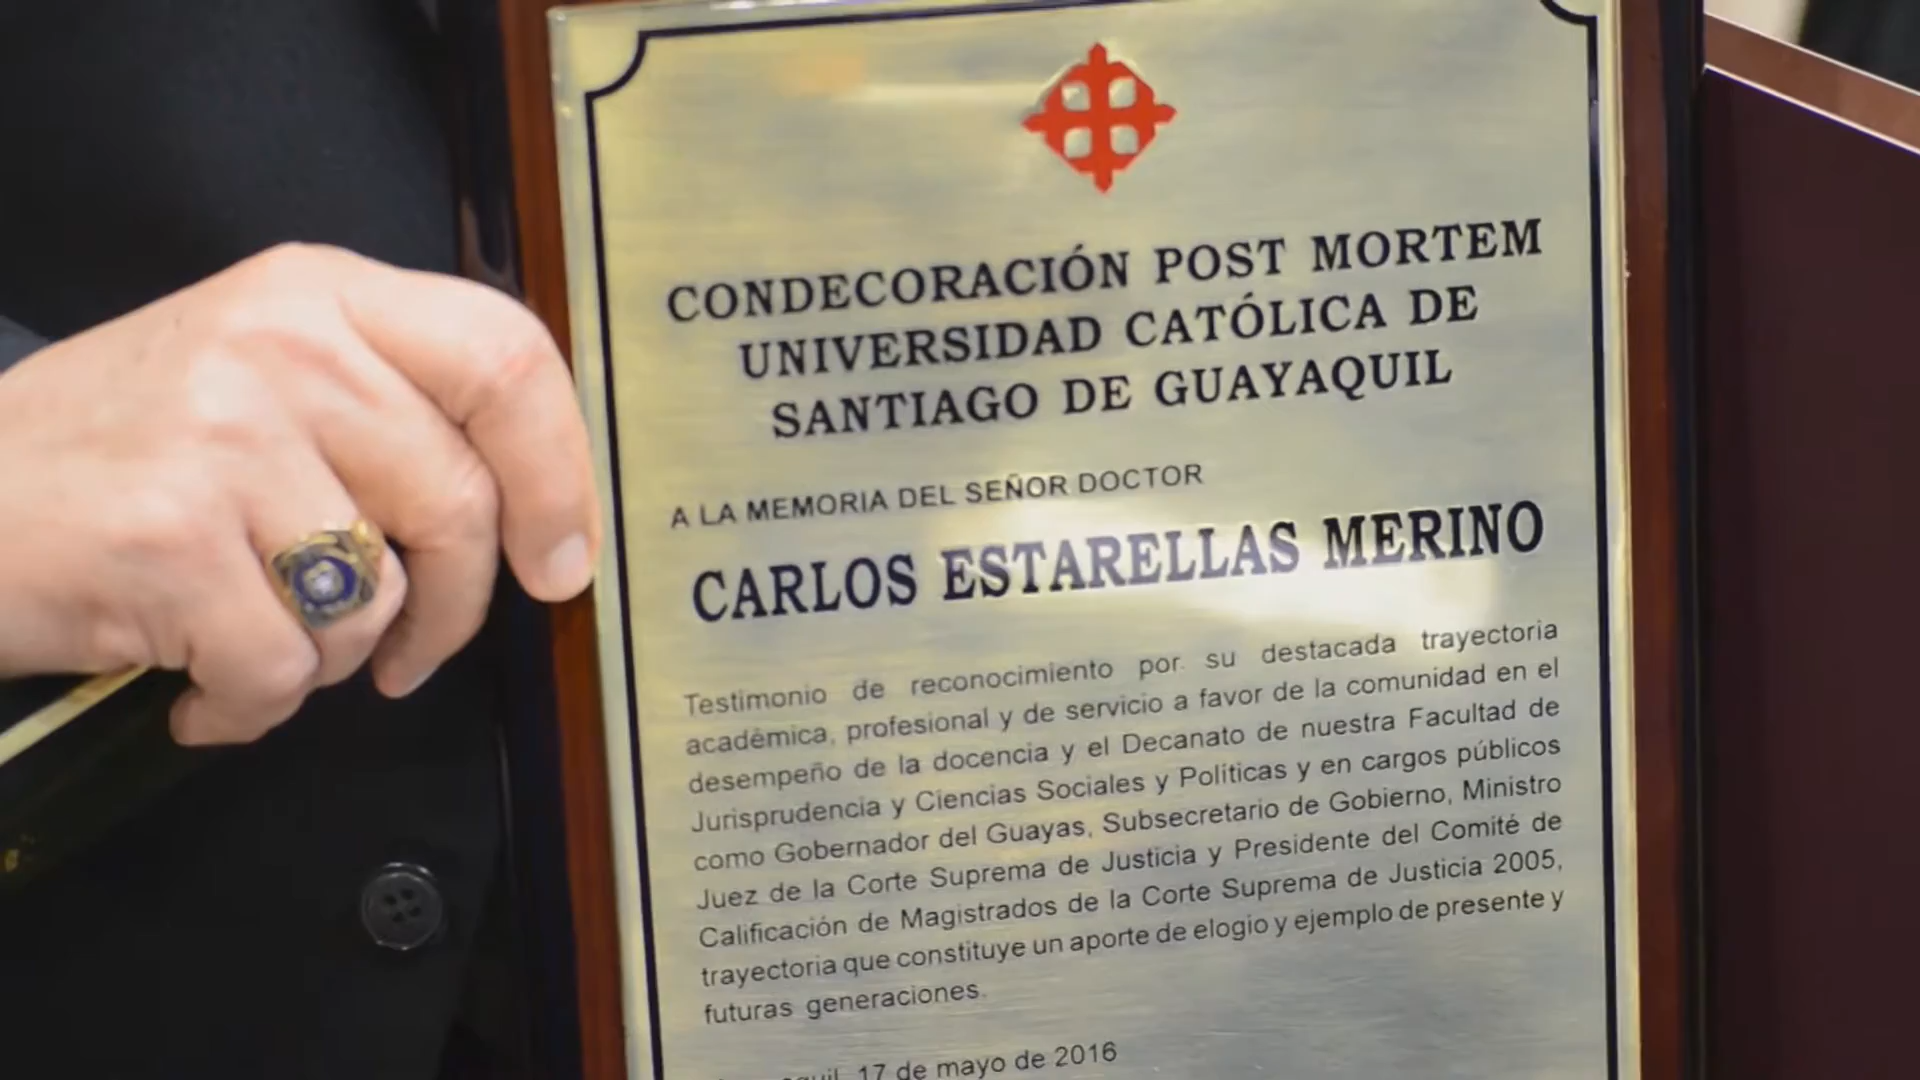 CONDECORACIÓN POST MORTEM
UNIVERSIDAD CATÓLICA DE
SANTIAGO DE GUAYAQUIL
A LA MEMORIA DEL SEÑOR DOCTOR
CARLOS ESTARELLAS MERINO
Testimonio de reconocimiento por su destacada trayectoria
académica, profesional y de servicio a favor de la comunidad en el
desempeño de la docencia y el Decanato de nuestra Facultad de
Jurisprudencia y Ciencias Sociales y Políticas y en cargos públicos
como Gobernador del Guayas, Subsecretario de Gobierno, Ministro
Juez de la Corte Suprema de Justicia y Presidente del Comité de
Calificación de Magistrados de la Corte Suprema de Justicia 2005,
trayectoria que constituye un aporte de elogio y ejemplo de presente y
futuras generaciones.
17 de mayo de 2016